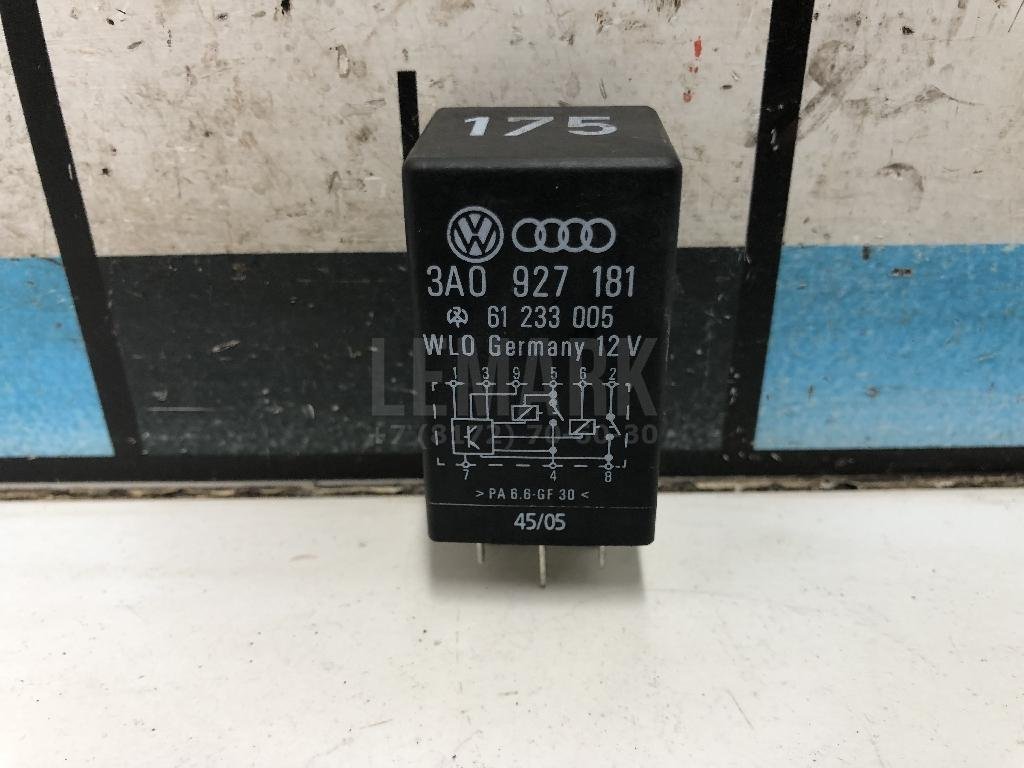 175
3A0 927 181
61 233 005
WLO Germany 12V
LEMARK
1 3 9 5 6 2
7 4 8
>PA 6.6-GF 30<
45/05